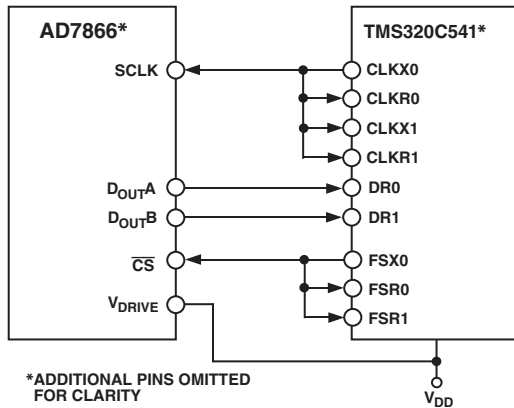 AD7866*
SCLK
DOUTA
DOUTB
CS
VDRIVE
TMS320C541*
CLKX0
CLKR0
CLKX1
CLKR1
DR0
DR1
FSX0
FSR0
FSR1
VDD
*ADDITIONAL PINS OMITTED
FOR CLARITY